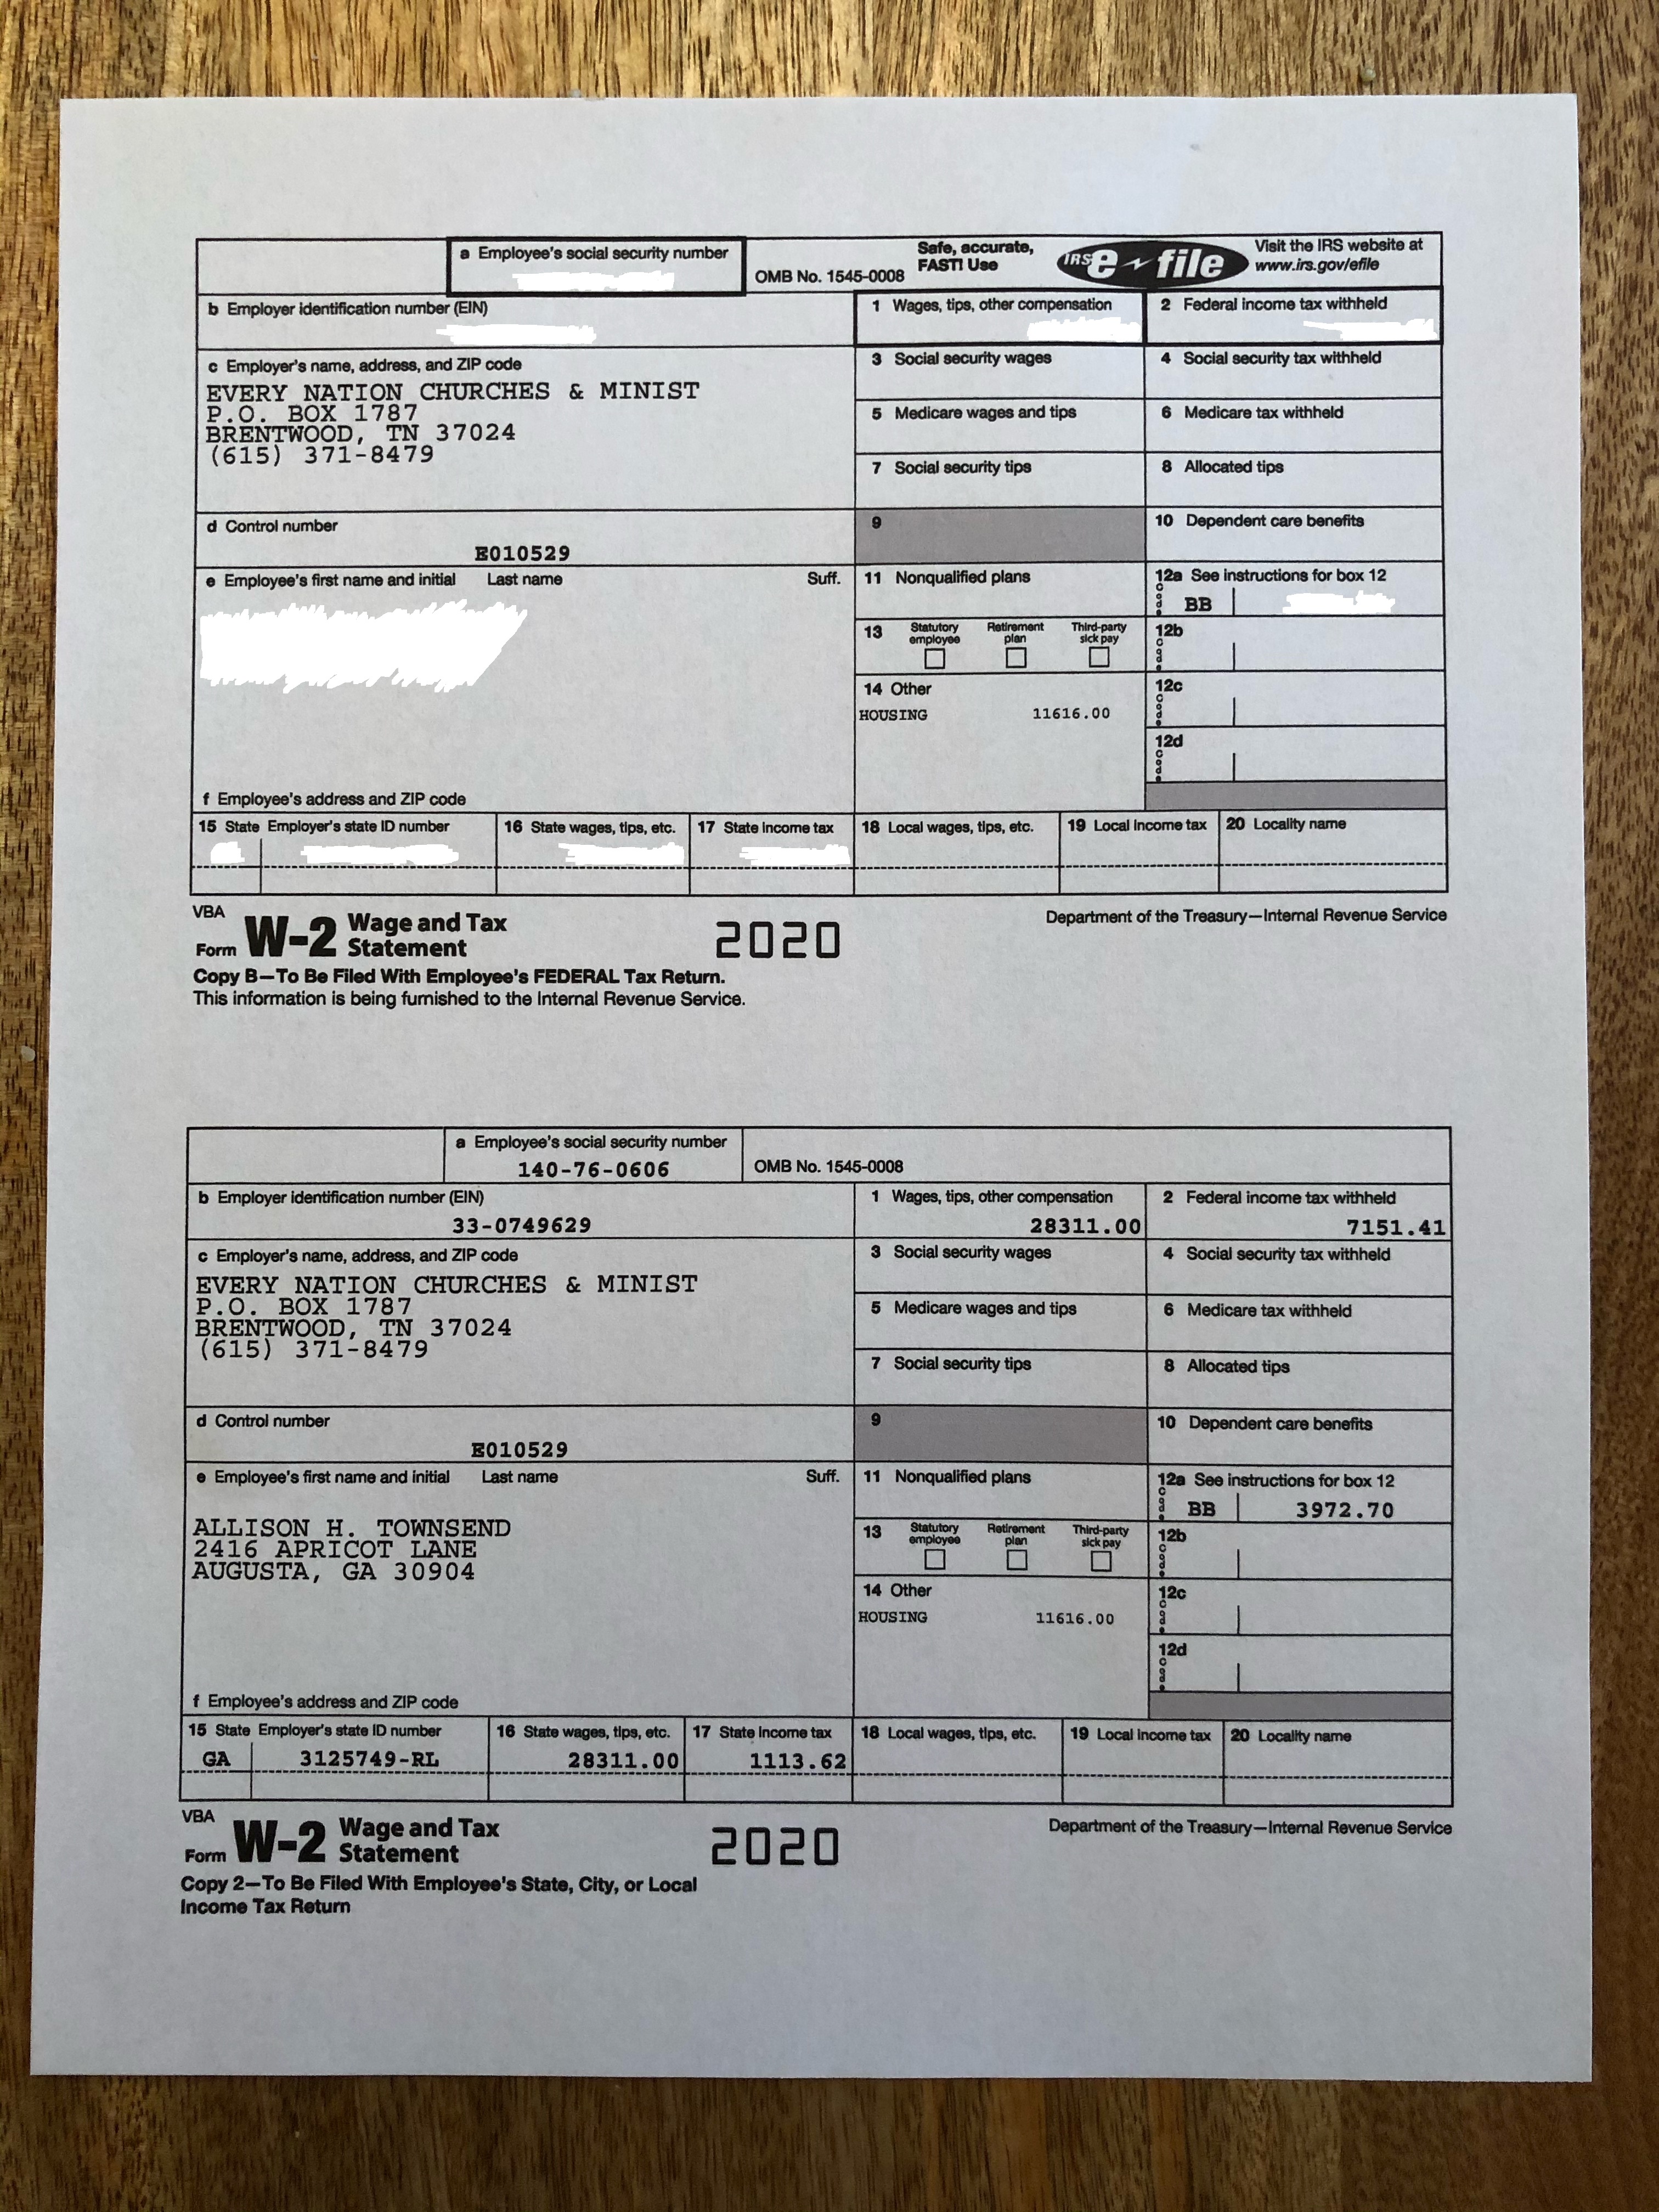 a Employee's social security number
OMB No. 1545-0008
Safe, accurate,
FAST! Use
IRS e-file
Visit the IRS website at
www.irs.gov/efile
b Employer identification number (EIN)
1 Wages, tips, other compensation
2 Federal income tax withheld
c Employer's name, address, and ZIP code
EVERY NATION CHURCHES & MINIST
P.O. BOX 1787
BRENTWOOD, TN 37024
(615) 371-8479
3 Social security wages
4 Social security tax withheld
5 Medicare wages and tips
6 Medicare tax withheld
7 Social security tips
8 Allocated tips
d Control number
E010529
9
10 Dependent care benefits
e Employee's first name and initial Last name Suff.
11 Nonqualified plans
12a See instructions for box 12
Code BB
13 Statutory employee Retirement plan Third-party sick pay
12b
Code
14 Other
HOUSING 11616.00
12c
Code
12d
Code
f Employee's address and ZIP code
15 State Employer's state ID number
16 State wages, tips, etc.
17 State income tax
18 Local wages, tips, etc.
19 Local income tax
20 Locality name
VBA
Form W-2 Wage and Tax Statement
2020
Department of the Treasury—Internal Revenue Service
Copy B—To Be Filed With Employee's FEDERAL Tax Return.
This information is being furnished to the Internal Revenue Service.
a Employee's social security number
140-76-0606
OMB No. 1545-0008
b Employer identification number (EIN)
33-0749629
1 Wages, tips, other compensation
28311.00
2 Federal income tax withheld
7151.41
c Employer's name, address, and ZIP code
EVERY NATION CHURCHES & MINIST
P.O. BOX 1787
BRENTWOOD, TN 37024
(615) 371-8479
3 Social security wages
4 Social security tax withheld
5 Medicare wages and tips
6 Medicare tax withheld
7 Social security tips
8 Allocated tips
d Control number
E010529
9
10 Dependent care benefits
e Employee's first name and initial Last name Suff.
ALLISON H. TOWNSEND
2416 APRICOT LANE
AUGUSTA, GA 30904
11 Nonqualified plans
12a See instructions for box 12
Code BB 3972.70
13 Statutory employee Retirement plan Third-party sick pay
12b
Code
14 Other
HOUSING 11616.00
12c
Code
12d
Code
f Employee's address and ZIP code
15 State Employer's state ID number
GA 3125749-RL
16 State wages, tips, etc.
28311.00
17 State income tax
1113.62
18 Local wages, tips, etc.
19 Local income tax
20 Locality name
VBA
Form W-2 Wage and Tax Statement
2020
Department of the Treasury—Internal Revenue Service
Copy 2—To Be Filed With Employee's State, City, or Local
Income Tax Return